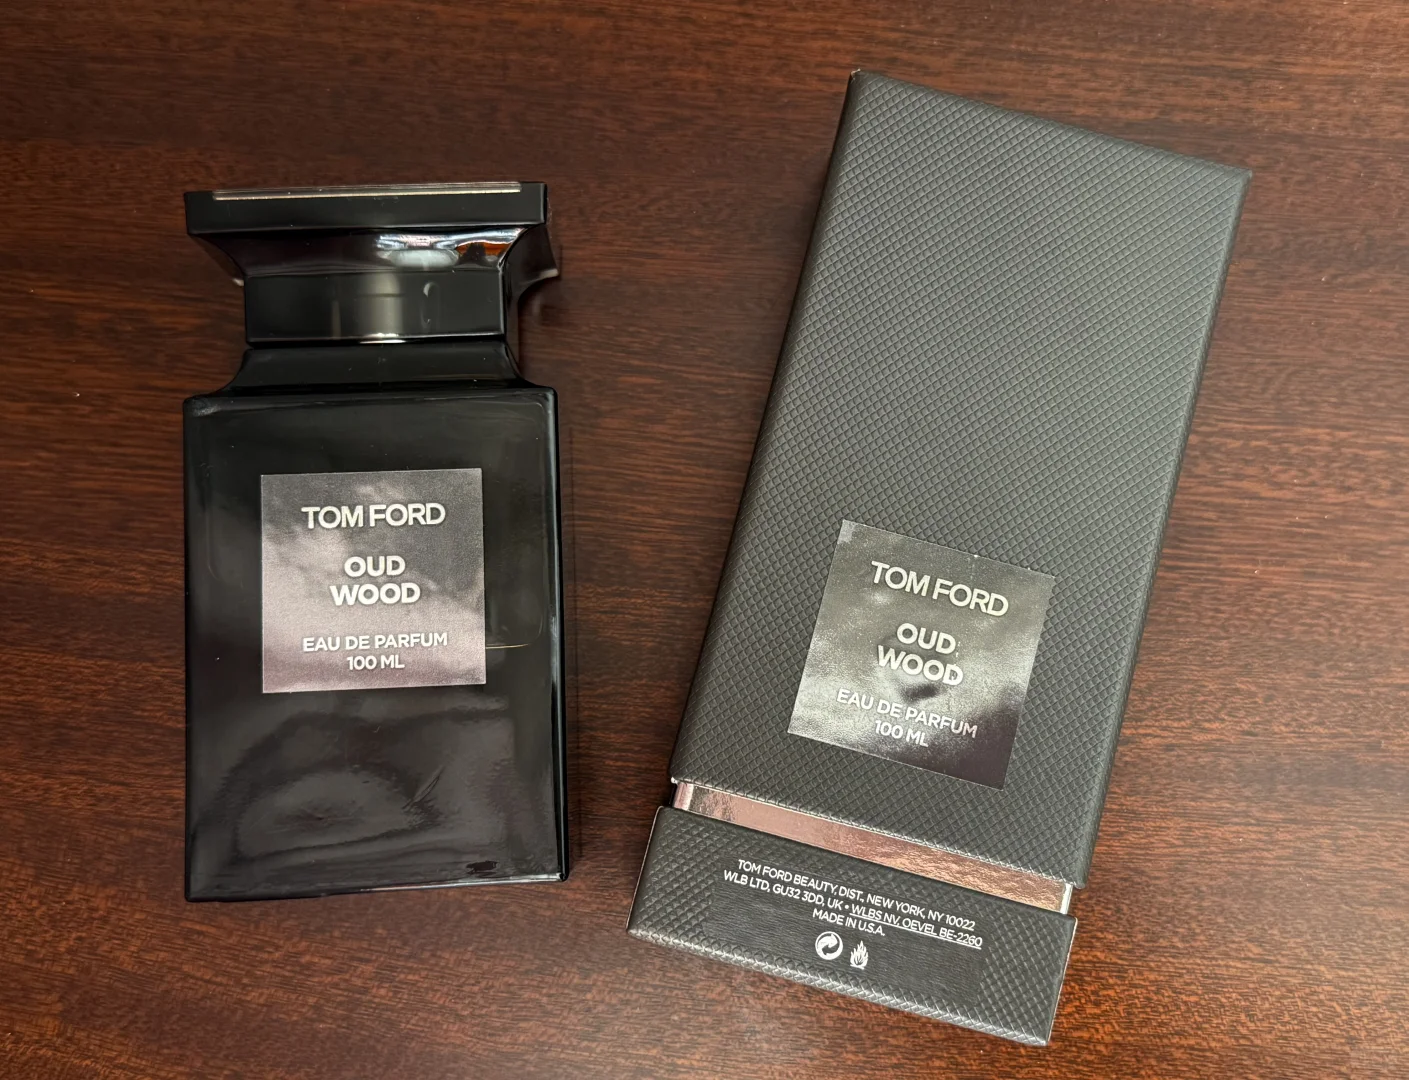 TOM FORD
OUD
WOOD
EAU DE PARFUM
100 ML
TOM FORD
OUD
WOOD
EAU DE PARFUM
100 ML
TOM FORD BEAUTY, DIST., NEW YORK, NY 10022
WLB LTD, GU32 3DD, UK • WLBS NV. OEVEL BE-2260
MADE IN U.S.A.